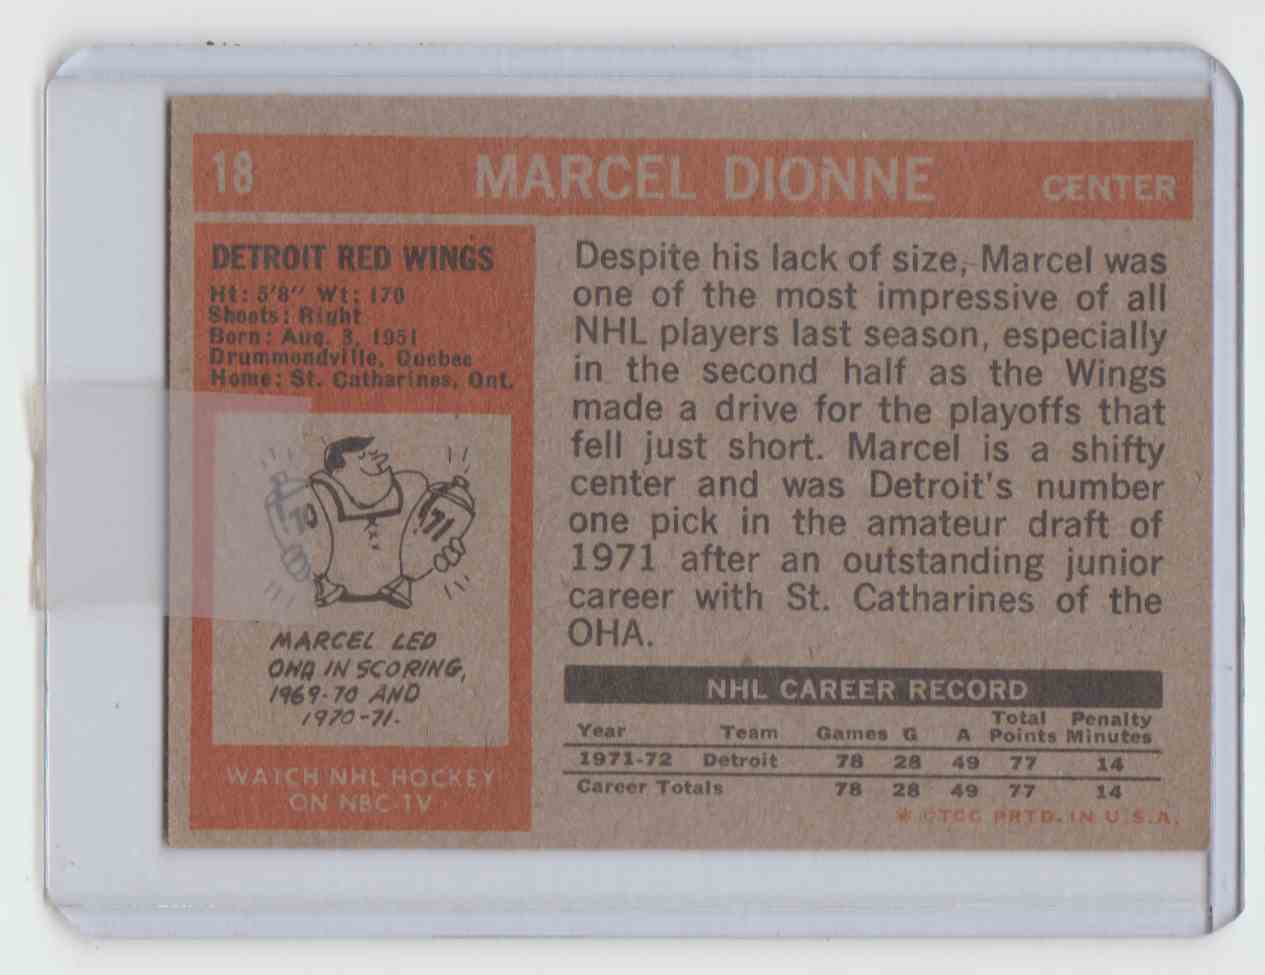 18 MARCEL DIONNE CENTER
DETROIT RED WINGS
Ht: 5'8" Wt: 170
Shoots: Right
Born: Aug. 3, 1951
Drummondville, Quebec
Home: St. Catharines, Ont.
70 71
MARCEL LED
OHA IN SCORING,
1969-70 AND
1970-71.
WATCH NHL HOCKEY
ON NBC-TV
Despite his lack of size, Marcel was
one of the most impressive of all
NHL players last season, especially
in the second half as the Wings
made a drive for the playoffs that
fell just short. Marcel is a shifty
center and was Detroit's number
one pick in the amateur draft of
1971 after an outstanding junior
career with St. Catharines of the
OHA.
NHL CAREER RECORD
Year Team Games G A Total Points Penalty Minutes
1971-72 Detroit 78 28 49 77 14
Career Totals 78 28 49 77 14
* ©TCG PRTD. IN U.S.A.